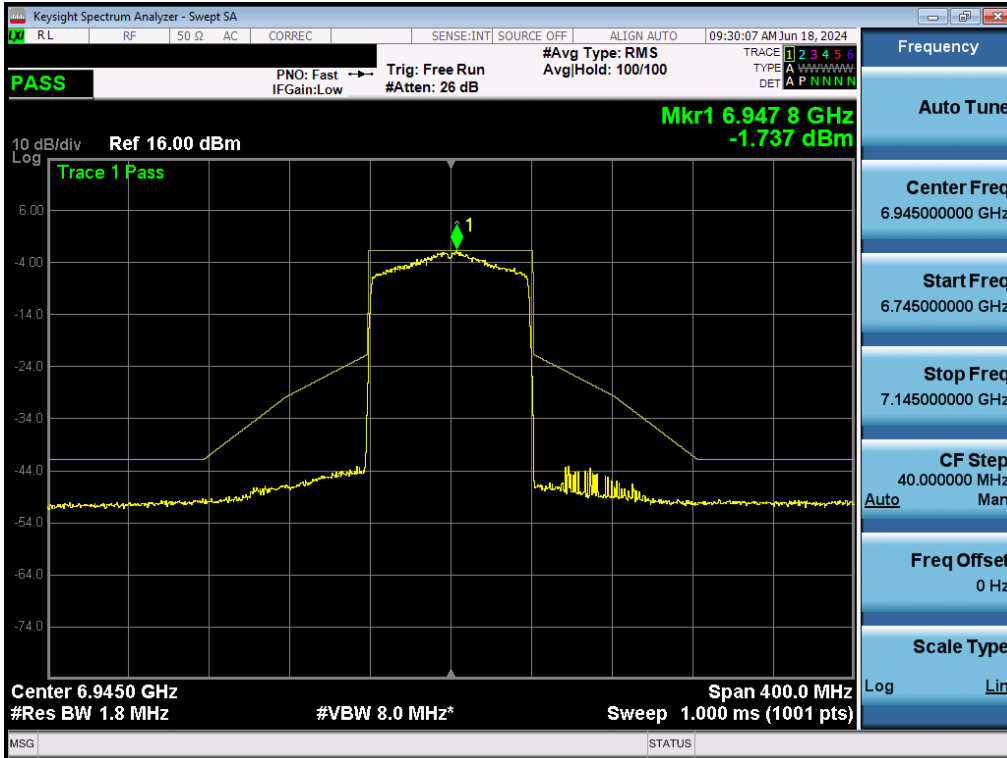 Keysight Spectrum Analyzer - Swept SA
LXI RL RF 50 Ω AC CORREC SENSE:INT SOURCE OFF ALIGN AUTO 09:30:07 AM Jun 18, 2024
PASS
PNO: Fast
IFGain:Low
Trig: Free Run
#Atten: 26 dB
#Avg Type: RMS
Avg|Hold: 100/100
TRACE 1 2 3 4 5 6
TYPE A WWWWW
DET A P N N N N
Mkr1 6.947 8 GHz
-1.737 dBm
10 dB/div Ref 16.00 dBm
Log
Trace 1 Pass
1
6.00
-4.00
-14.0
-24.0
-34.0
-44.0
-54.0
-64.0
-74.0
Center 6.9450 GHz
Span 400.0 MHz
#Res BW 1.8 MHz
#VBW 8.0 MHz*
Sweep 1.000 ms (1001 pts)
MSG
STATUS
Frequency
Auto Tune
Center Freq
6.945000000 GHz
Start Freq
6.745000000 GHz
Stop Freq
7.145000000 GHz
CF Step
40.000000 MHz
Auto Man
Freq Offset
0 Hz
Scale Type
Log Lin